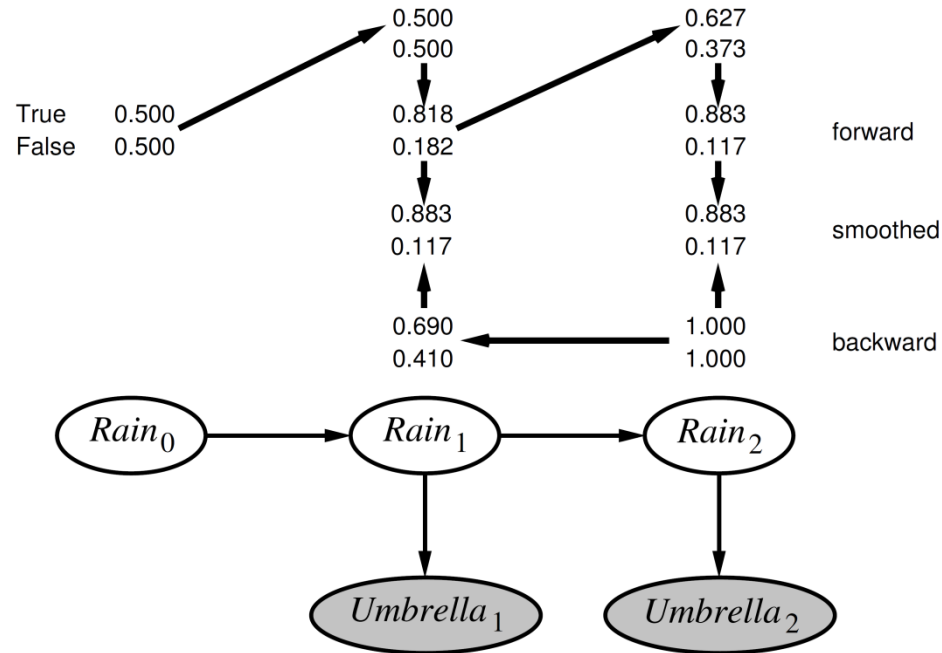 0.500 0.627
0.500 0.373
True 0.500 0.818 0.883
False 0.500 0.182 0.117 forward
0.883 0.883
0.117 0.117 smoothed
0.690 1.000
0.410 1.000 backward
Rain0 Rain1 Rain2
Umbrella1 Umbrella2